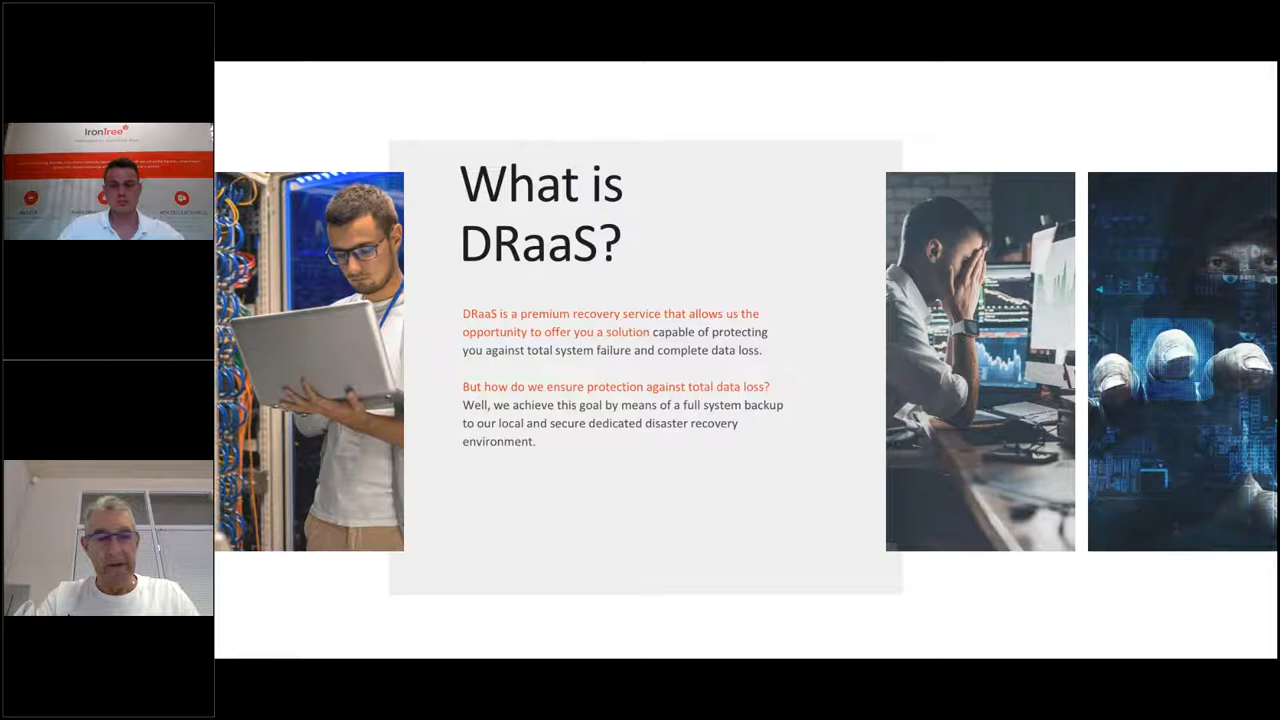 IronTree
What is
DRaaS?
DRaaS is a premium recovery service that allows us the
opportunity to offer you a solution capable of protecting
you against total system failure and complete data loss.
But how do we ensure protection against total data loss?
Well, we achieve this goal by means of a full system backup
to our local and secure dedicated disaster recovery
environment.